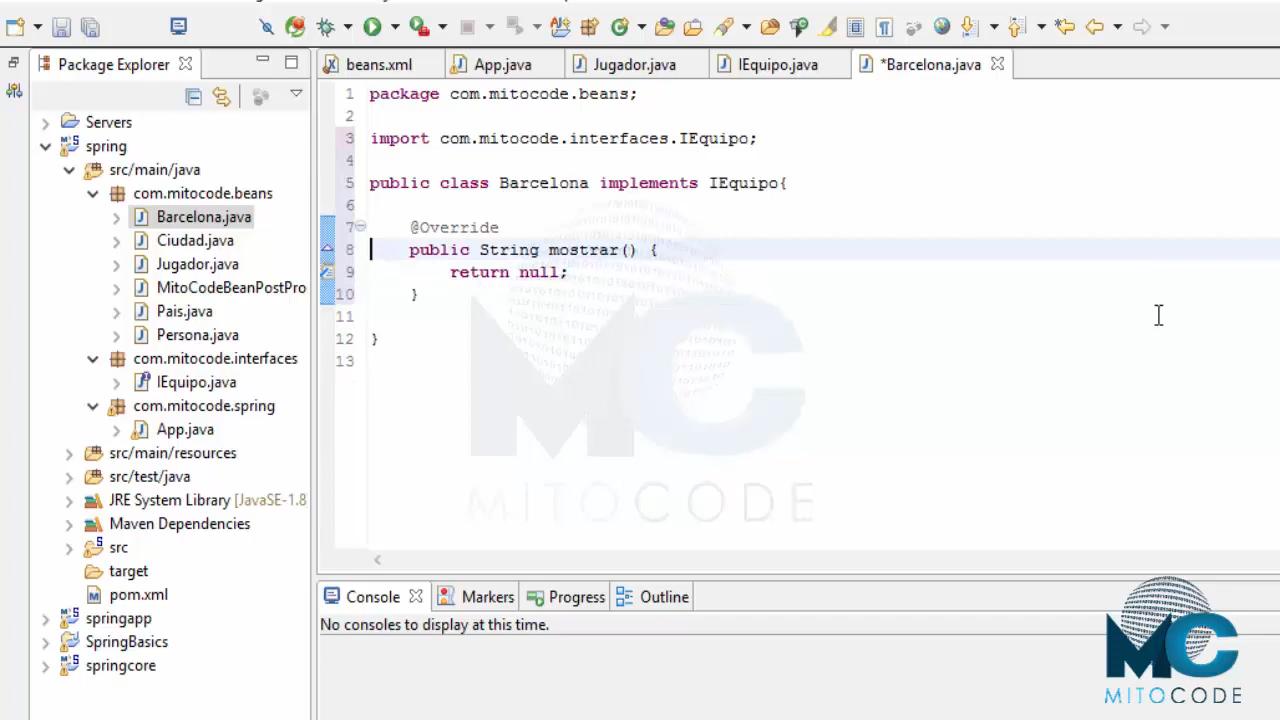 Package Explorer
beans.xml
App.java
Jugador.java
IEquipo.java
*Barcelona.java
Servers
spring
src/main/java
com.mitocode.beans
Barcelona.java
Ciudad.java
Jugador.java
MitoCodeBeanPostPro
Pais.java
Persona.java
com.mitocode.interfaces
IEquipo.java
com.mitocode.spring
App.java
src/main/resources
src/test/java
JRE System Library [JavaSE-1.8
Maven Dependencies
src
target
pom.xml
springapp
SpringBasics
springcore
1 package com.mitocode.beans;
2
3 import com.mitocode.interfaces.IEquipo;
4
5 public class Barcelona implements IEquipo{
6
7 @Override
8 public String mostrar() {
9 return null;
10 }
11
12 }
13
MC
MITOCODE
Console
Markers
Progress
Outline
No consoles to display at this time.
MC
MITOCODE